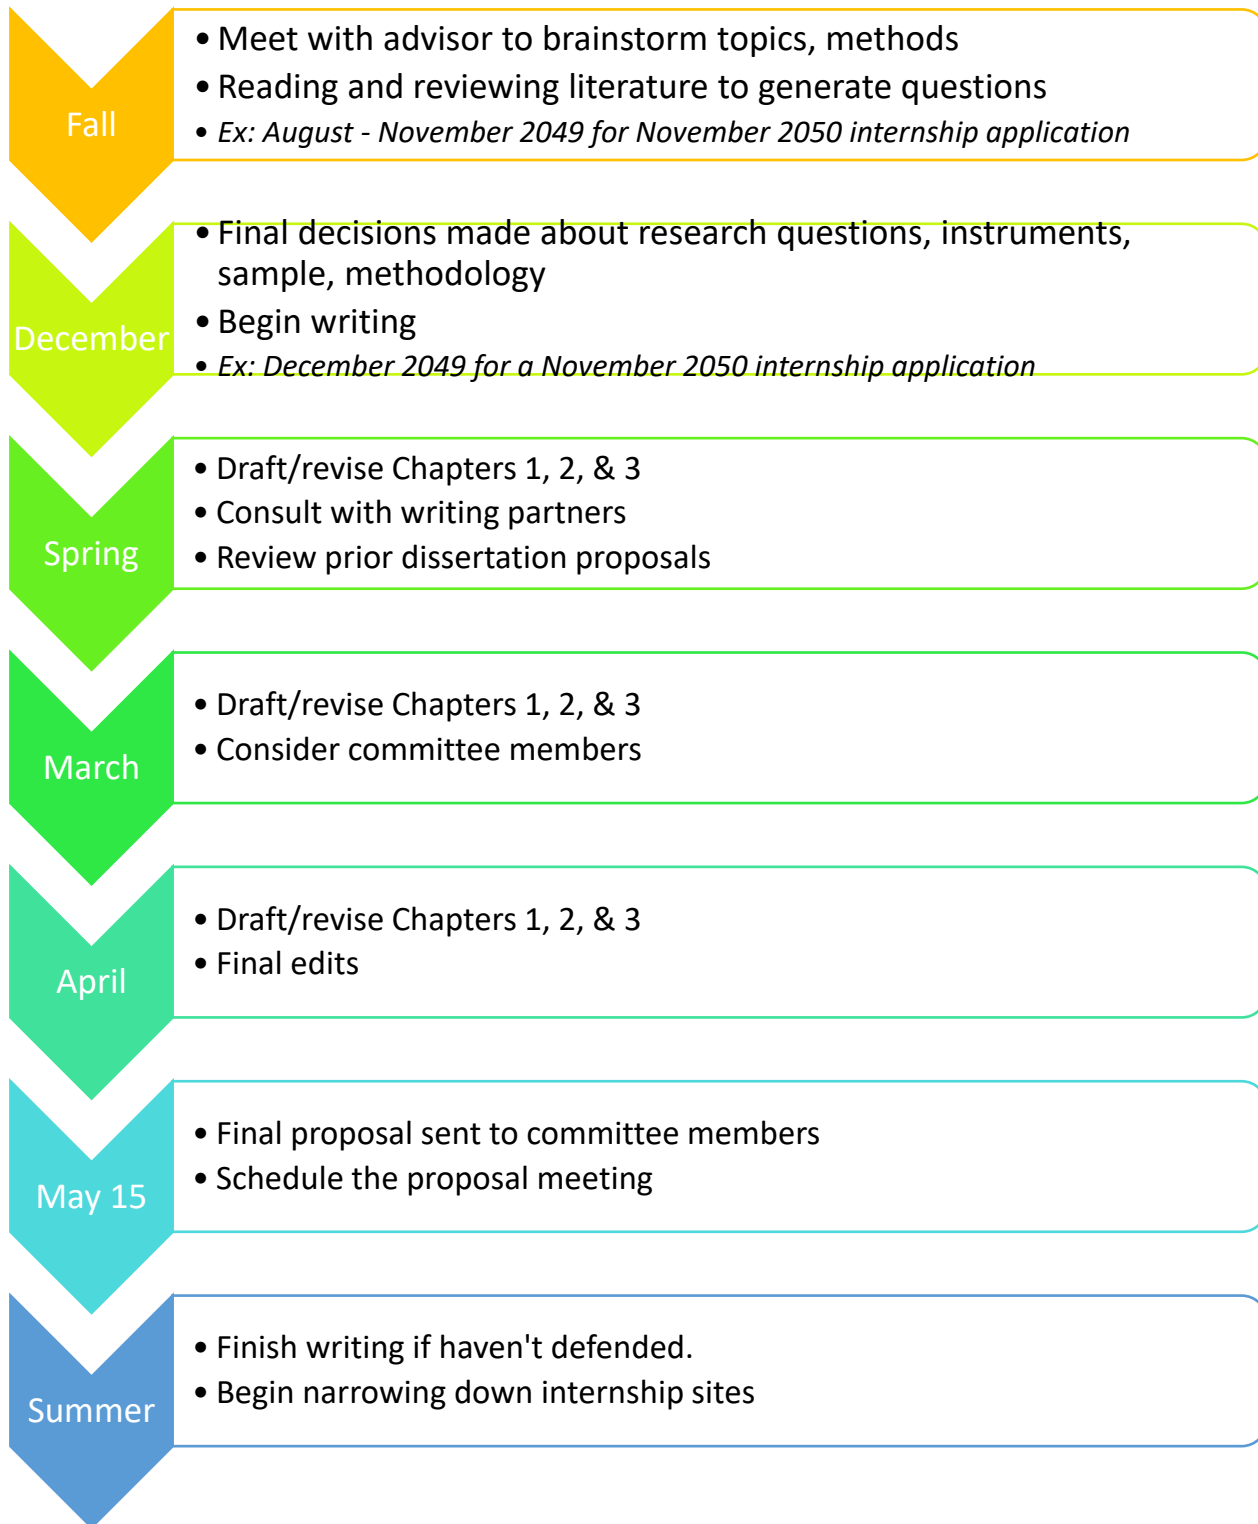 Fall
• Meet with advisor to brainstorm topics, methods
• Reading and reviewing literature to generate questions
• Ex: August - November 2049 for November 2050 internship application
December
• Final decisions made about research questions, instruments,
sample, methodology
• Begin writing
• Ex: December 2049 for a November 2050 internship application
Spring
• Draft/revise Chapters 1, 2, & 3
• Consult with writing partners
• Review prior dissertation proposals
March
• Draft/revise Chapters 1, 2, & 3
• Consider committee members
April
• Draft/revise Chapters 1, 2, & 3
• Final edits
May 15
• Final proposal sent to committee members
• Schedule the proposal meeting
Summer
• Finish writing if haven't defended.
• Begin narrowing down internship sites